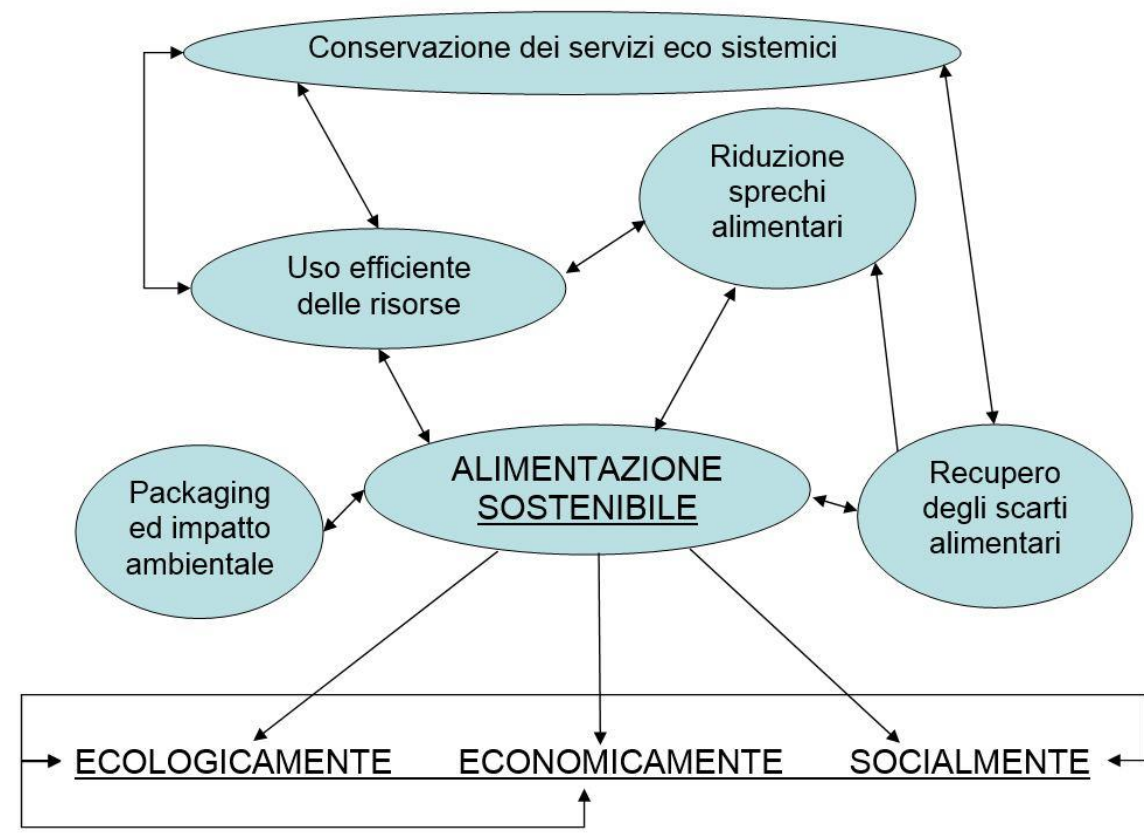 Conservazione dei servizi eco sistemici
Riduzione
sprechi
alimentari
Uso efficiente
delle risorse
ALIMENTAZIONE
SOSTENIBILE
Packaging
ed impatto
ambientale
Recupero
degli scarti
alimentari
ECOLOGICAMENTE ECONOMICAMENTE SOCIALMENTE